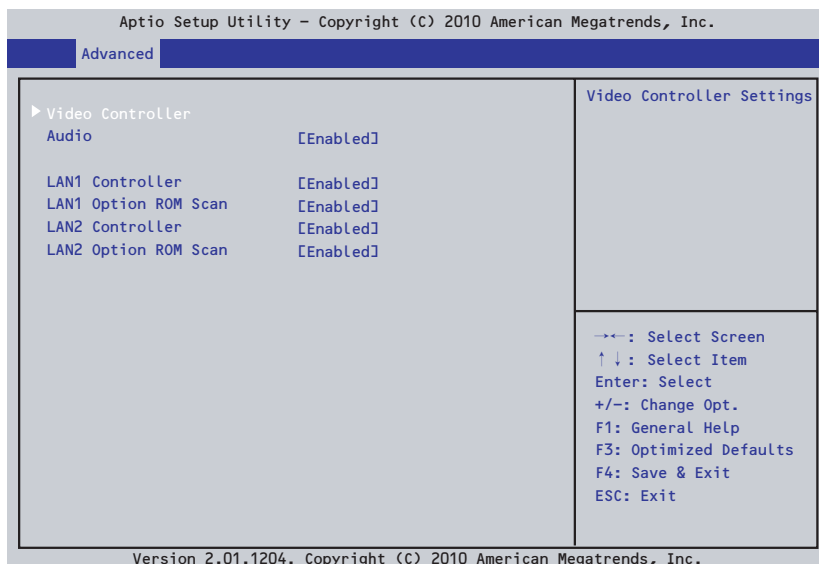 Aptio Setup Utility – Copyright (C) 2010 American Megatrends, Inc.
Advanced
Video Controller
Audio [Enabled]
LAN1 Controller [Enabled]
LAN1 Option ROM Scan [Enabled]
LAN2 Controller [Enabled]
LAN2 Option ROM Scan [Enabled]
Video Controller Settings
→←: Select Screen
↑↓: Select Item
Enter: Select
+/–: Change Opt.
F1: General Help
F3: Optimized Defaults
F4: Save & Exit
ESC: Exit
Version 2.01.1204. Copyright (C) 2010 American Megatrends, Inc.